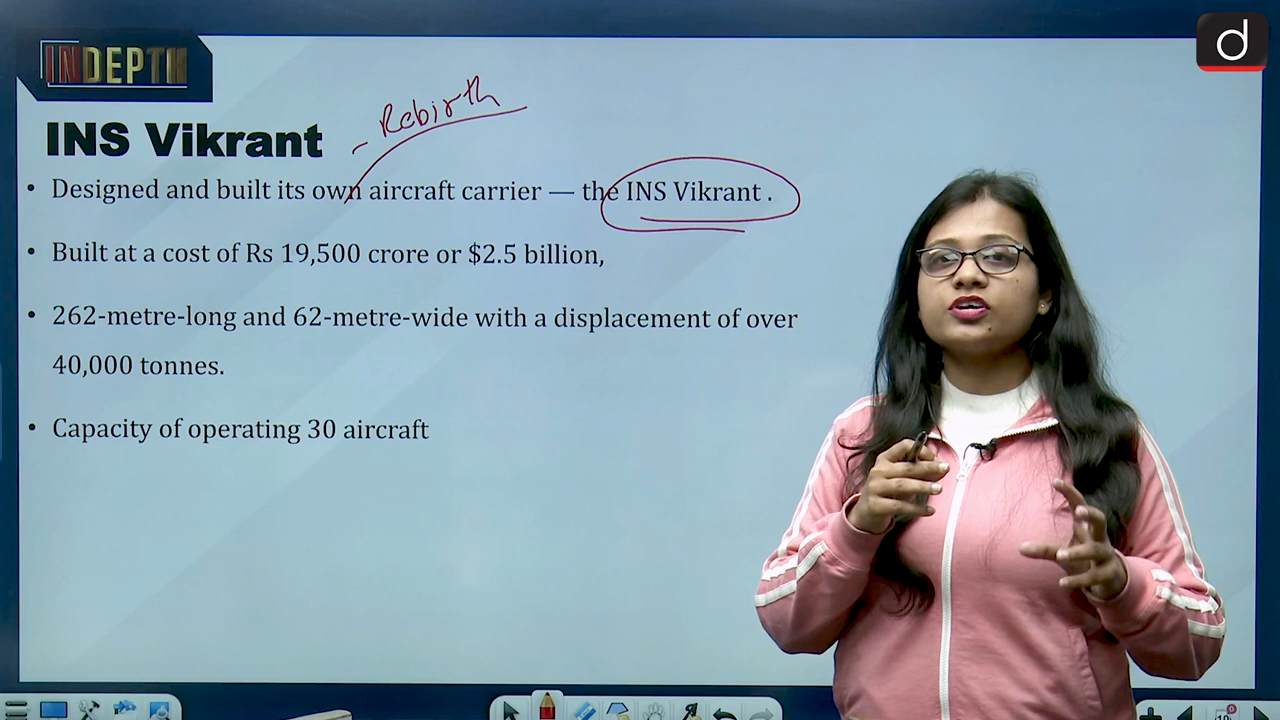 INDEPTH
d
- Rebirth
INS Vikrant
• Designed and built its own aircraft carrier — the INS Vikrant .
• Built at a cost of Rs 19,500 crore or $2.5 billion,
• 262-metre-long and 62-metre-wide with a displacement of over
40,000 tonnes.
• Capacity of operating 30 aircraft